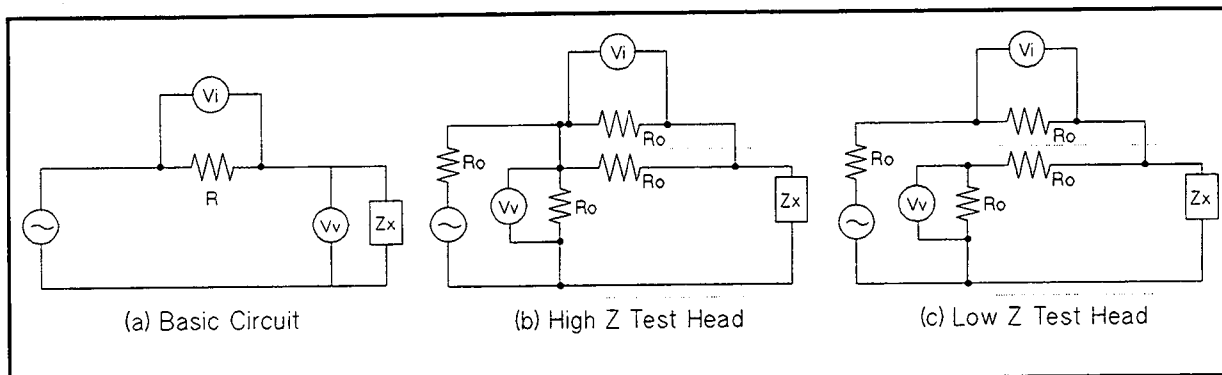 Vi
R
Vv
Zx
(a) Basic Circuit
Vi
Ro
Ro
Ro
Vv
Ro
Zx
(b) High Z Test Head
Vi
Ro
Ro
Ro
Vv
Ro
Zx
(c) Low Z Test Head